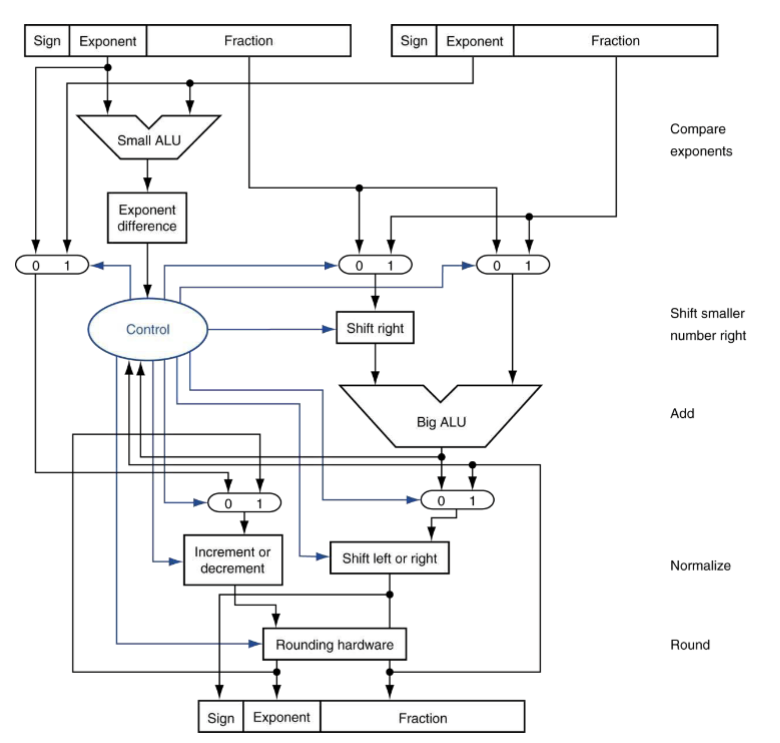 Sign Exponent Fraction Sign Exponent Fraction
Small ALU
Compare
exponents
Exponent
difference
0 1 0 1 0 1
Control
Shift right
Shift smaller
number right
Big ALU
Add
0 1 0 1
Increment or
decrement
Shift left or right
Normalize
Rounding hardware
Round
Sign Exponent Fraction